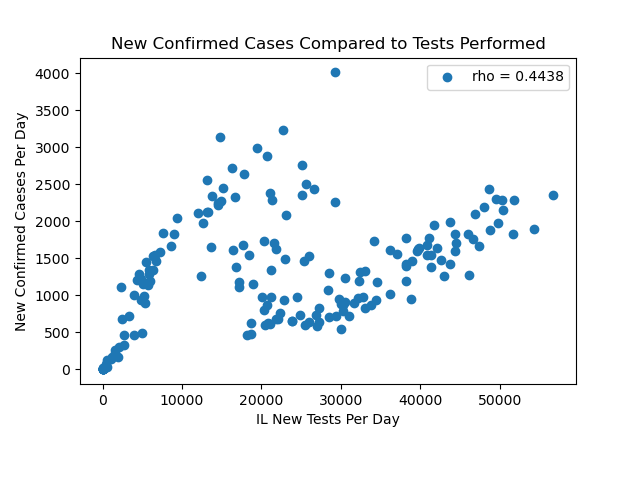 New Confirmed Cases Compared to Tests Performed
rho = 0.4438
New Confirmed Caeses Per Day
4000
3500
3000
2500
2000
1500
1000
500
0
0 10000 20000 30000 40000 50000
IL New Tests Per Day